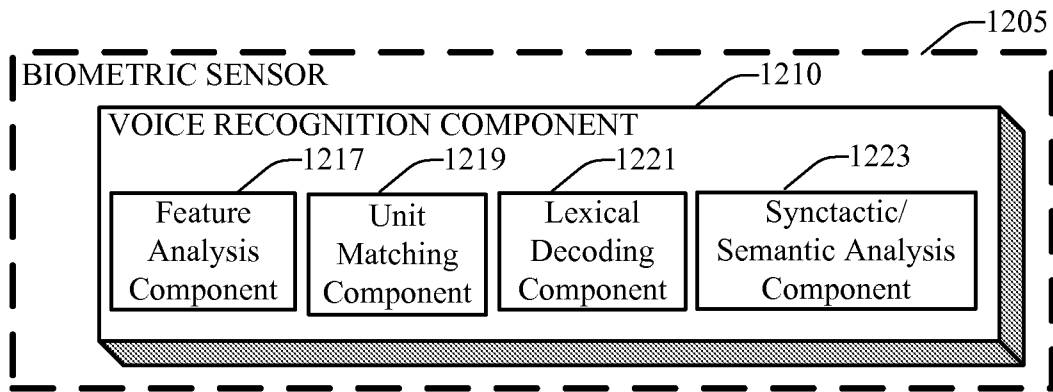 1205
BIOMETRIC SENSOR
1210
VOICE RECOGNITION COMPONENT
1217
1219
1221
1223
Feature
Analysis
Component
Unit
Matching
Component
Lexical
Decoding
Component
Synctactic/
Semantic Analysis
Component